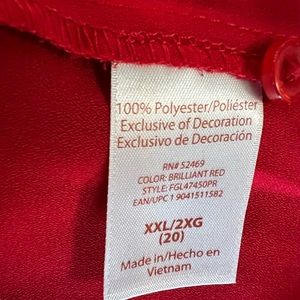 100% Polyester/Poliéster
Exclusive of Decoration
Exclusivo de Decoración
RN# 52469
COLOR: BRILLIANT RED
STYLE: FGL47450PR
EAN/UPC 1 9041511582
XXL/2XG
(20)
Made in/Hecho en
Vietnam